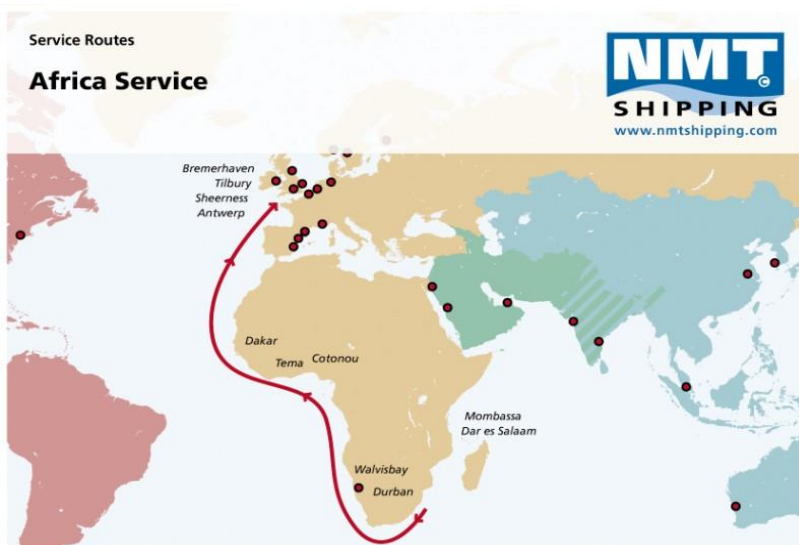 Service Routes
Africa Service
NMT
©
SHIPPING
www.nmtshipping.com
Bremerhaven
Tilbury
Sheerness
Antwerp
Dakar
Tema
Cotonou
Mombassa
Dar es Salaam
Walvisbay
Durban